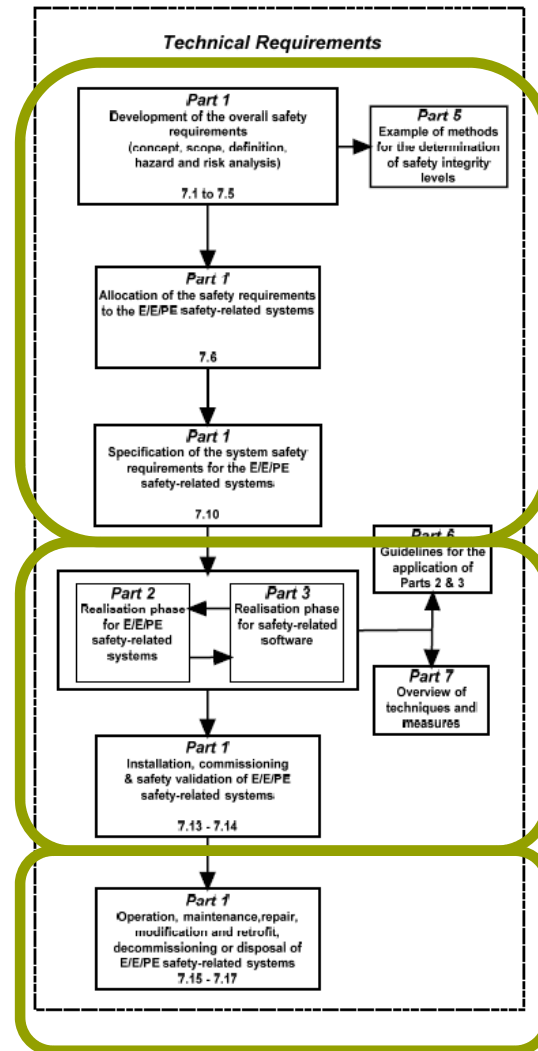 Technical Requirements
Part 1
Development of the overall safety
requirements
(concept, scope, definition,
hazard and risk analysis)
7.1 to 7.5
Part 5
Example of methods
for the determination
of safety integrity
levels
Part 1
Allocation of the safety requirements
to the E/E/PE safety-related systems
7.6
Part 1
Specification of the system safety
requirements for the E/E/PE
safety-related systems
7.10
Part 6
Guidelines for the
application of
Parts 2 & 3
Part 2
Realisation phase
for E/E/PE
safety-related
systems
Part 3
Realisation phase
for safety-related
software
Part 7
Overview of
techniques and
measures
Part 1
Installation, commissioning
& safety validation of E/E/PE
safety-related systems
7.13 - 7.14
Part 1
Operation, maintenance,repair,
modification and retrofit,
decommissioning or disposal of
E/E/PE safety-related systems
7.15 - 7.17